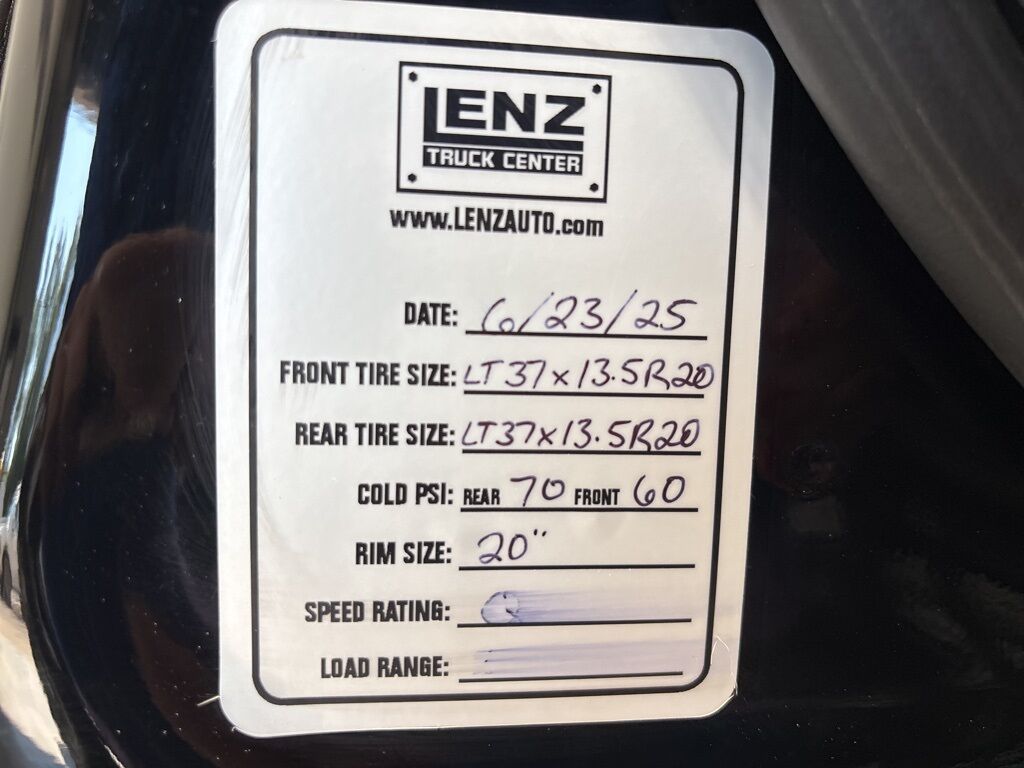 LENZ
TRUCK CENTER
www.LENZAUTO.com
DATE: 6/23/25
FRONT TIRE SIZE: LT37x13.5R20
REAR TIRE SIZE: LT37x13.5R20
COLD PSI: REAR 70 FRONT 60
RIM SIZE: 20"
SPEED RATING:
LOAD RANGE: